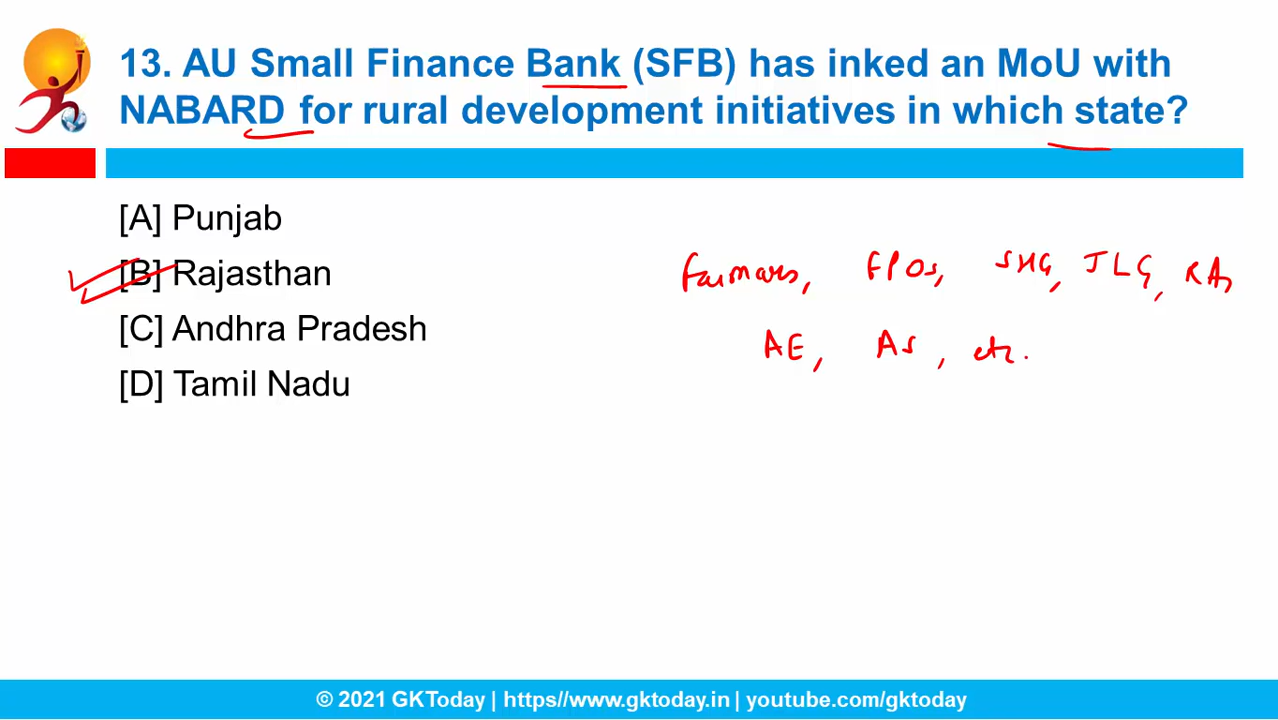 13. AU Small Finance Bank (SFB) has inked an MoU with
NABARD for rural development initiatives in which state?
[A] Punjab
[B] Rajasthan
[C] Andhra Pradesh
[D] Tamil Nadu
Farmers, FPOs, SHG, JLG, RA,
AE, AS, etc.
© 2021 GKToday | https//www.gktoday.in | youtube.com/gktoday